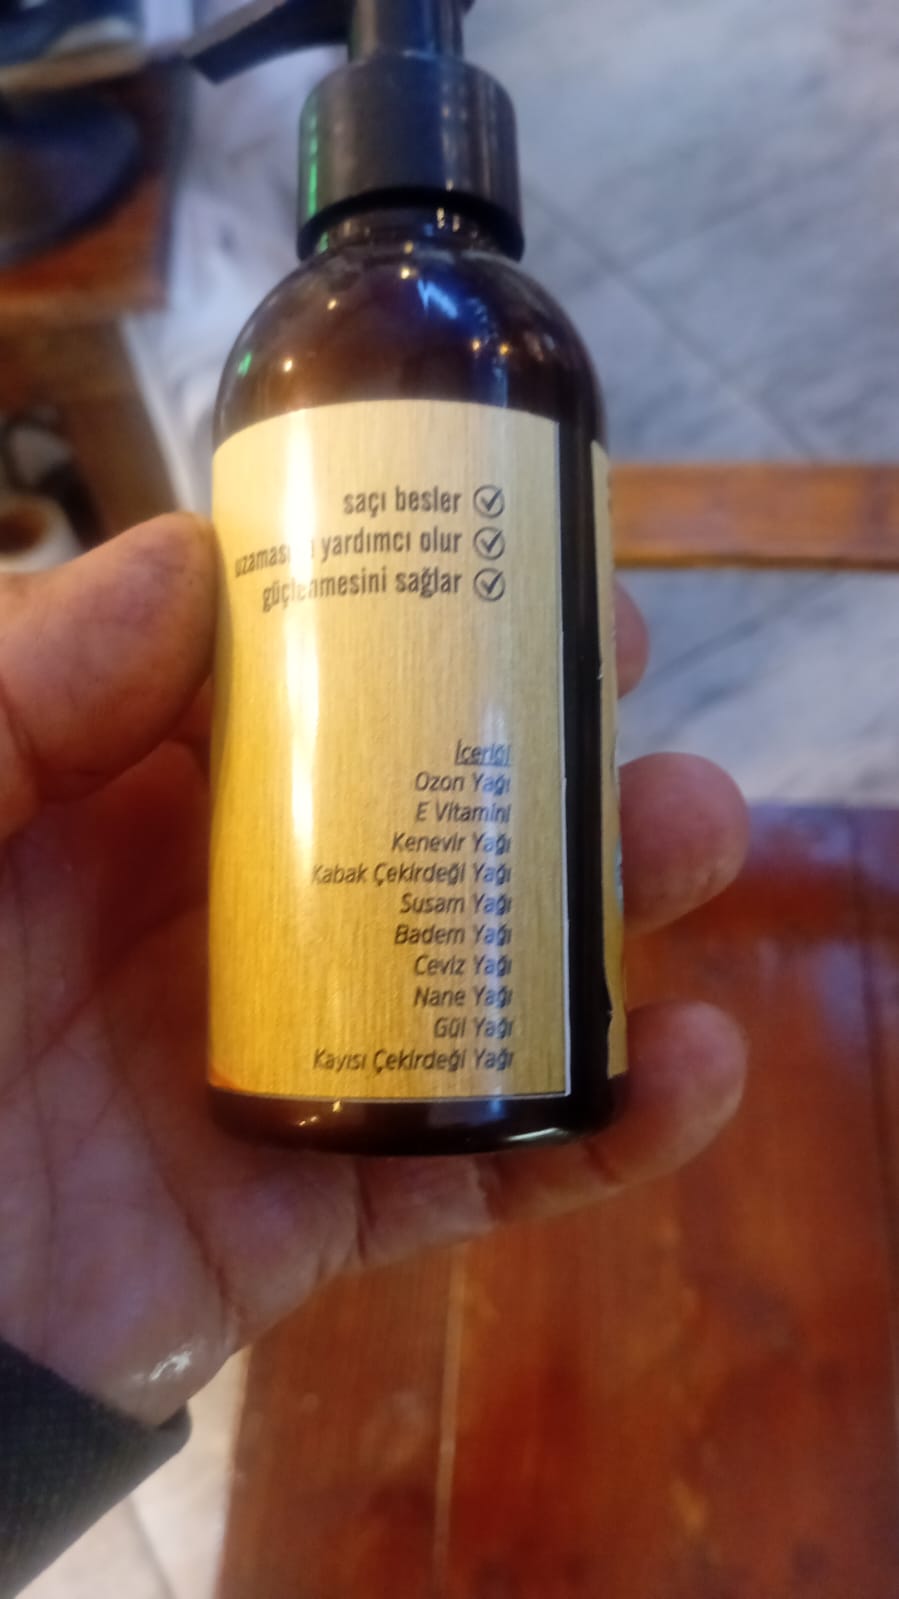 saçı besler
yardımcı olur
güçlenmesini sağlar
İçeriği
Ozon Yağı
E Vitamini
Kenevir Yağı
Kabak Çekirdeği Yağı
Susam Yağı
Badem Yağı
Ceviz Yağı
Nane Yağı
Gül Yağı
Kayısı Çekirdeği Yağı